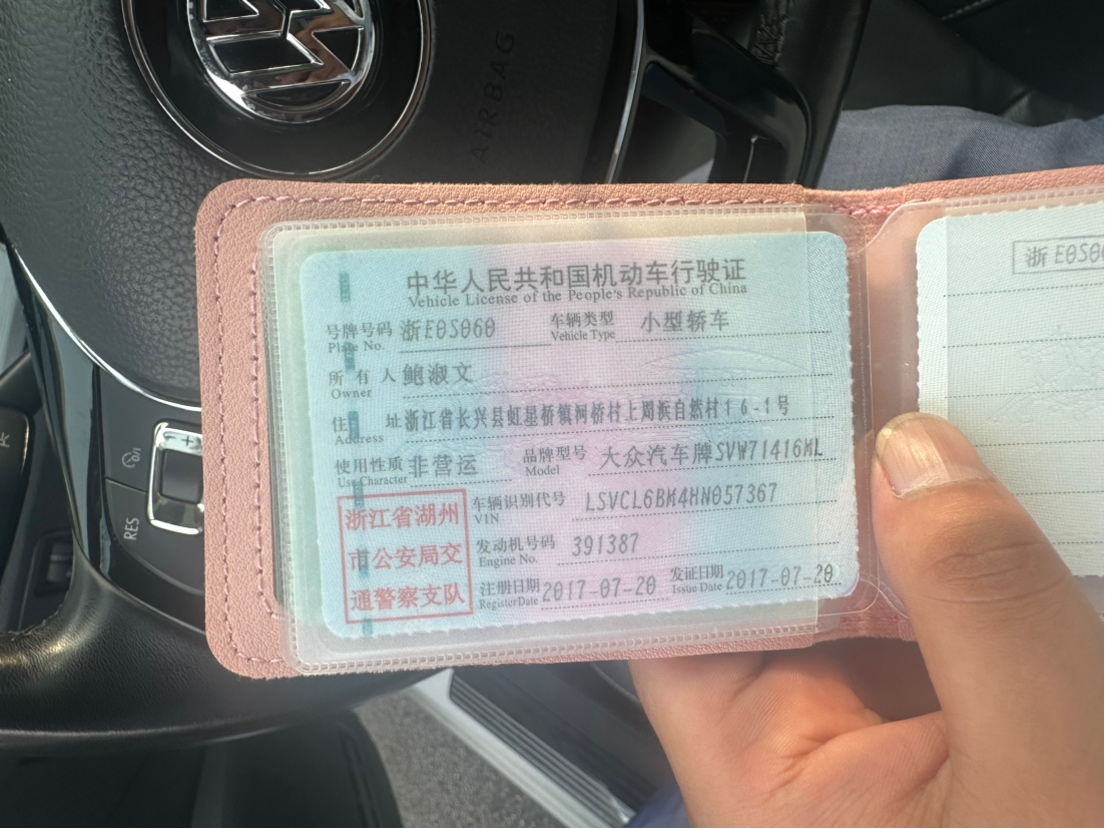 AIRBAG
中华人民共和国机动车行驶证
Vehicle License of the People's Republic of China
号牌号码 浙E0S060 车辆类型 小型轿车
Plate No. Vehicle Type
所有人 鲍淑文
Owner
住址 浙江省长兴县虹星桥镇河桥村上周浜自然村16-1号
Address
使用性质 非营运 品牌型号 大众汽车牌SVW71416ML
Use Character Model
车辆识别代号 LSVCL6BM4HN057367
VIN
发动机号码 391387
Engine No.
注册日期 2017-07-20 发证日期 2017-07-20
Register Date Issue Date
浙江省湖州
市公安局交
通警察支队
浙E0S0
RES